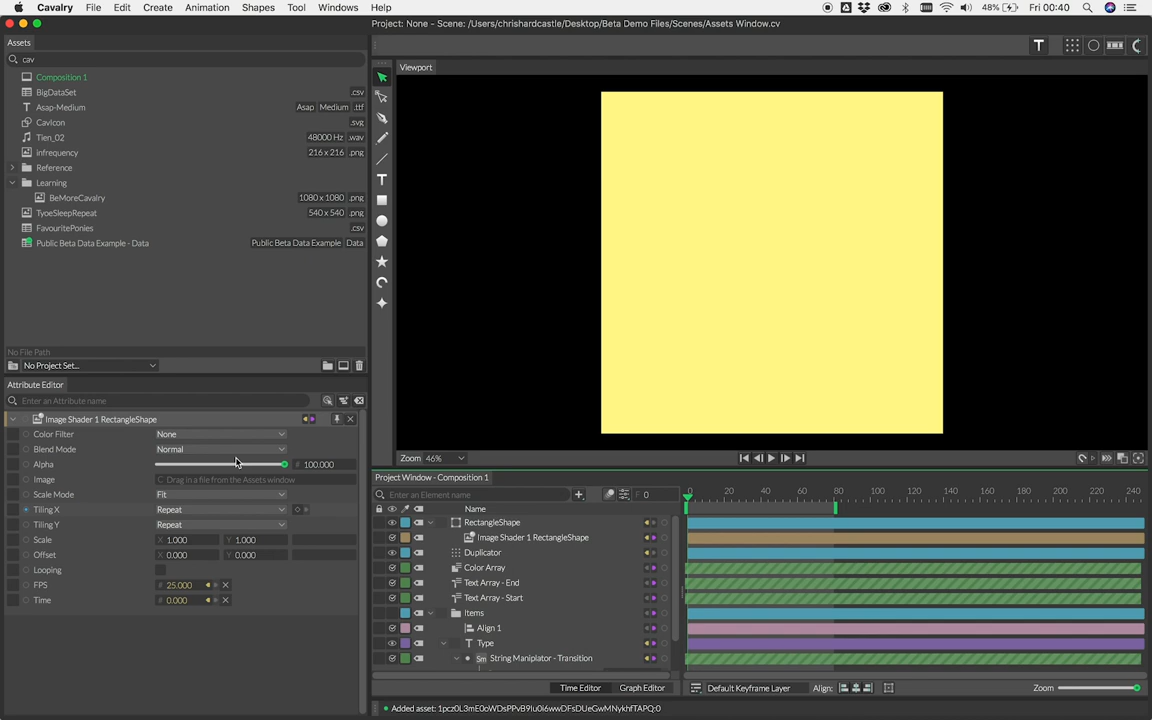 Cavalry File Edit Create Animation Shapes Tool Windows Help 48% Fri 00:40
Project: None - Scene: /Users/chrishardcastle/Desktop/Beta Demo Files/Scenes/Assets Window.cv
Assets
cav
Composition 1
BigDataSet .csv
Asap-Medium Asap Medium .ttf
CavIcon .svg
Tien_02 48000 Hz .wav
infrequency 216 x 216 .png
Reference
Learning
BeMoreCavalry 1080 x 1080 .png
TyoeSleepRepeat 540 x 540 .png
FavouritePonies .csv
Public Beta Data Example - Data Public Beta Data Example Data
No File Path
No Project Set...
Attribute Editor
Enter an Attribute name
Image Shader 1 RectangleShape
Color Filter None
Blend Mode Normal
Alpha # 100.000
Image Drag in a file from the Assets window
Scale Mode Fit
Tiling X Repeat
Tiling Y Repeat
Scale X 1.000 Y 1.000
Offset X 0.000 Y 0.000
Looping
FPS # 25.000
Time # 0.000
Viewport
Zoom 46%
Project Window - Composition 1
Enter an Element name F 0
0 20 40 60 80 100 120 140 160 180 200 220 240
Name
RectangleShape
Image Shader 1 RectangleShape
Duplicator
Color Array
Text Array - End
Text Array - Start
Items
Align 1
T Type
Sm String Maniplator - Transition
Time Editor Graph Editor Default Keyframe Layer Align: Zoom
Added asset: 1pcz0L3mE0oWDsPPvB9lu0i6wwDFsDUeGwMNykhfTAPQ:0